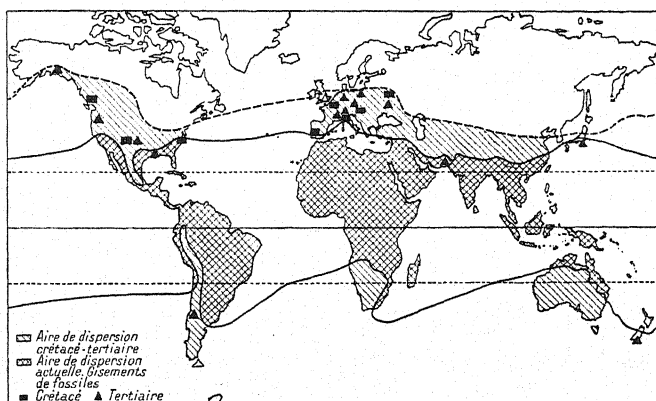 Aire de dispersion
crétacé-tertiaire
Aire de dispersion
actuelle. Gisements
de fossiles
Crétacé Tertiaire